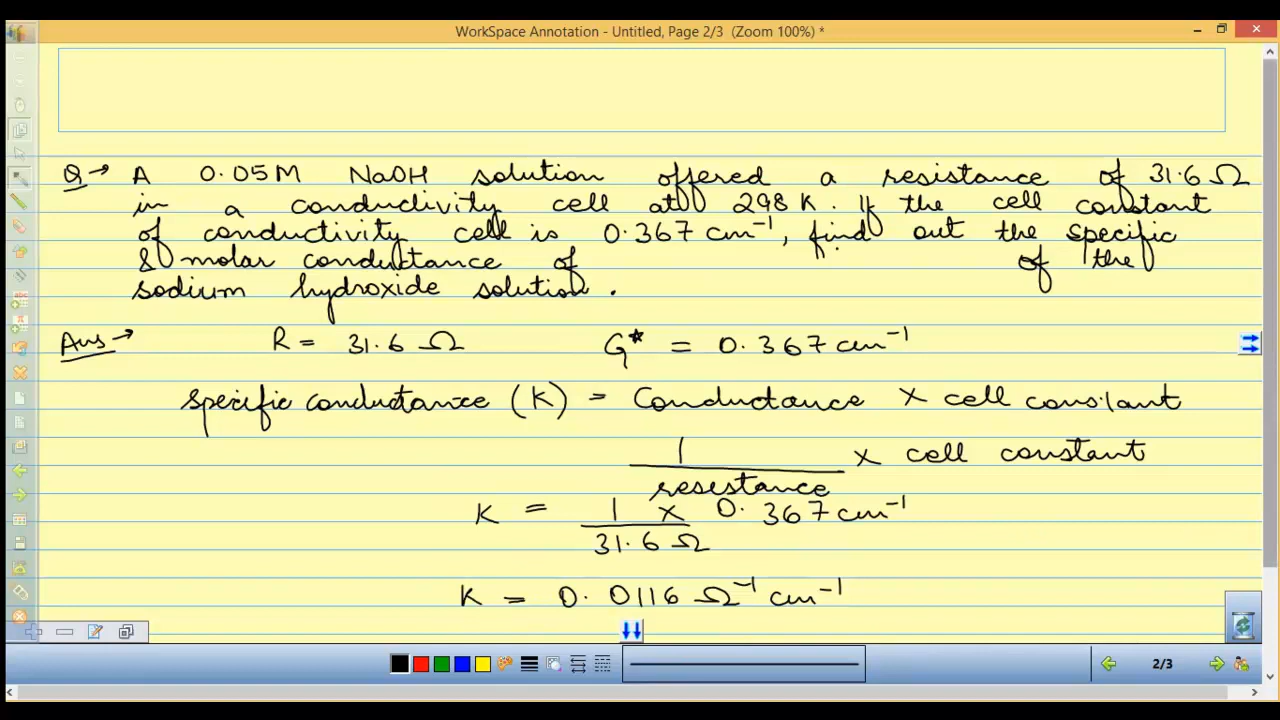 WorkSpace Annotation - Untitled, Page 2/3 (Zoom 100%) *
Q→ A 0.05M NaOH solution offered a resistance of 31.6 Ω
in a conductivity cell at 298 K. If the cell constant
of conductivity cell is 0.367 cm⁻¹, find out the specific
& molar conductance of of the
sodium hydroxide solution.
Ans→ R = 31.6 Ω G* = 0.367 cm⁻¹
specific conductance (K) = Conductance × cell constant
1/resistance × cell constant
K = 1/31.6 Ω × 0.367 cm⁻¹
K = 0.0116 Ω⁻¹ cm⁻¹
2/3